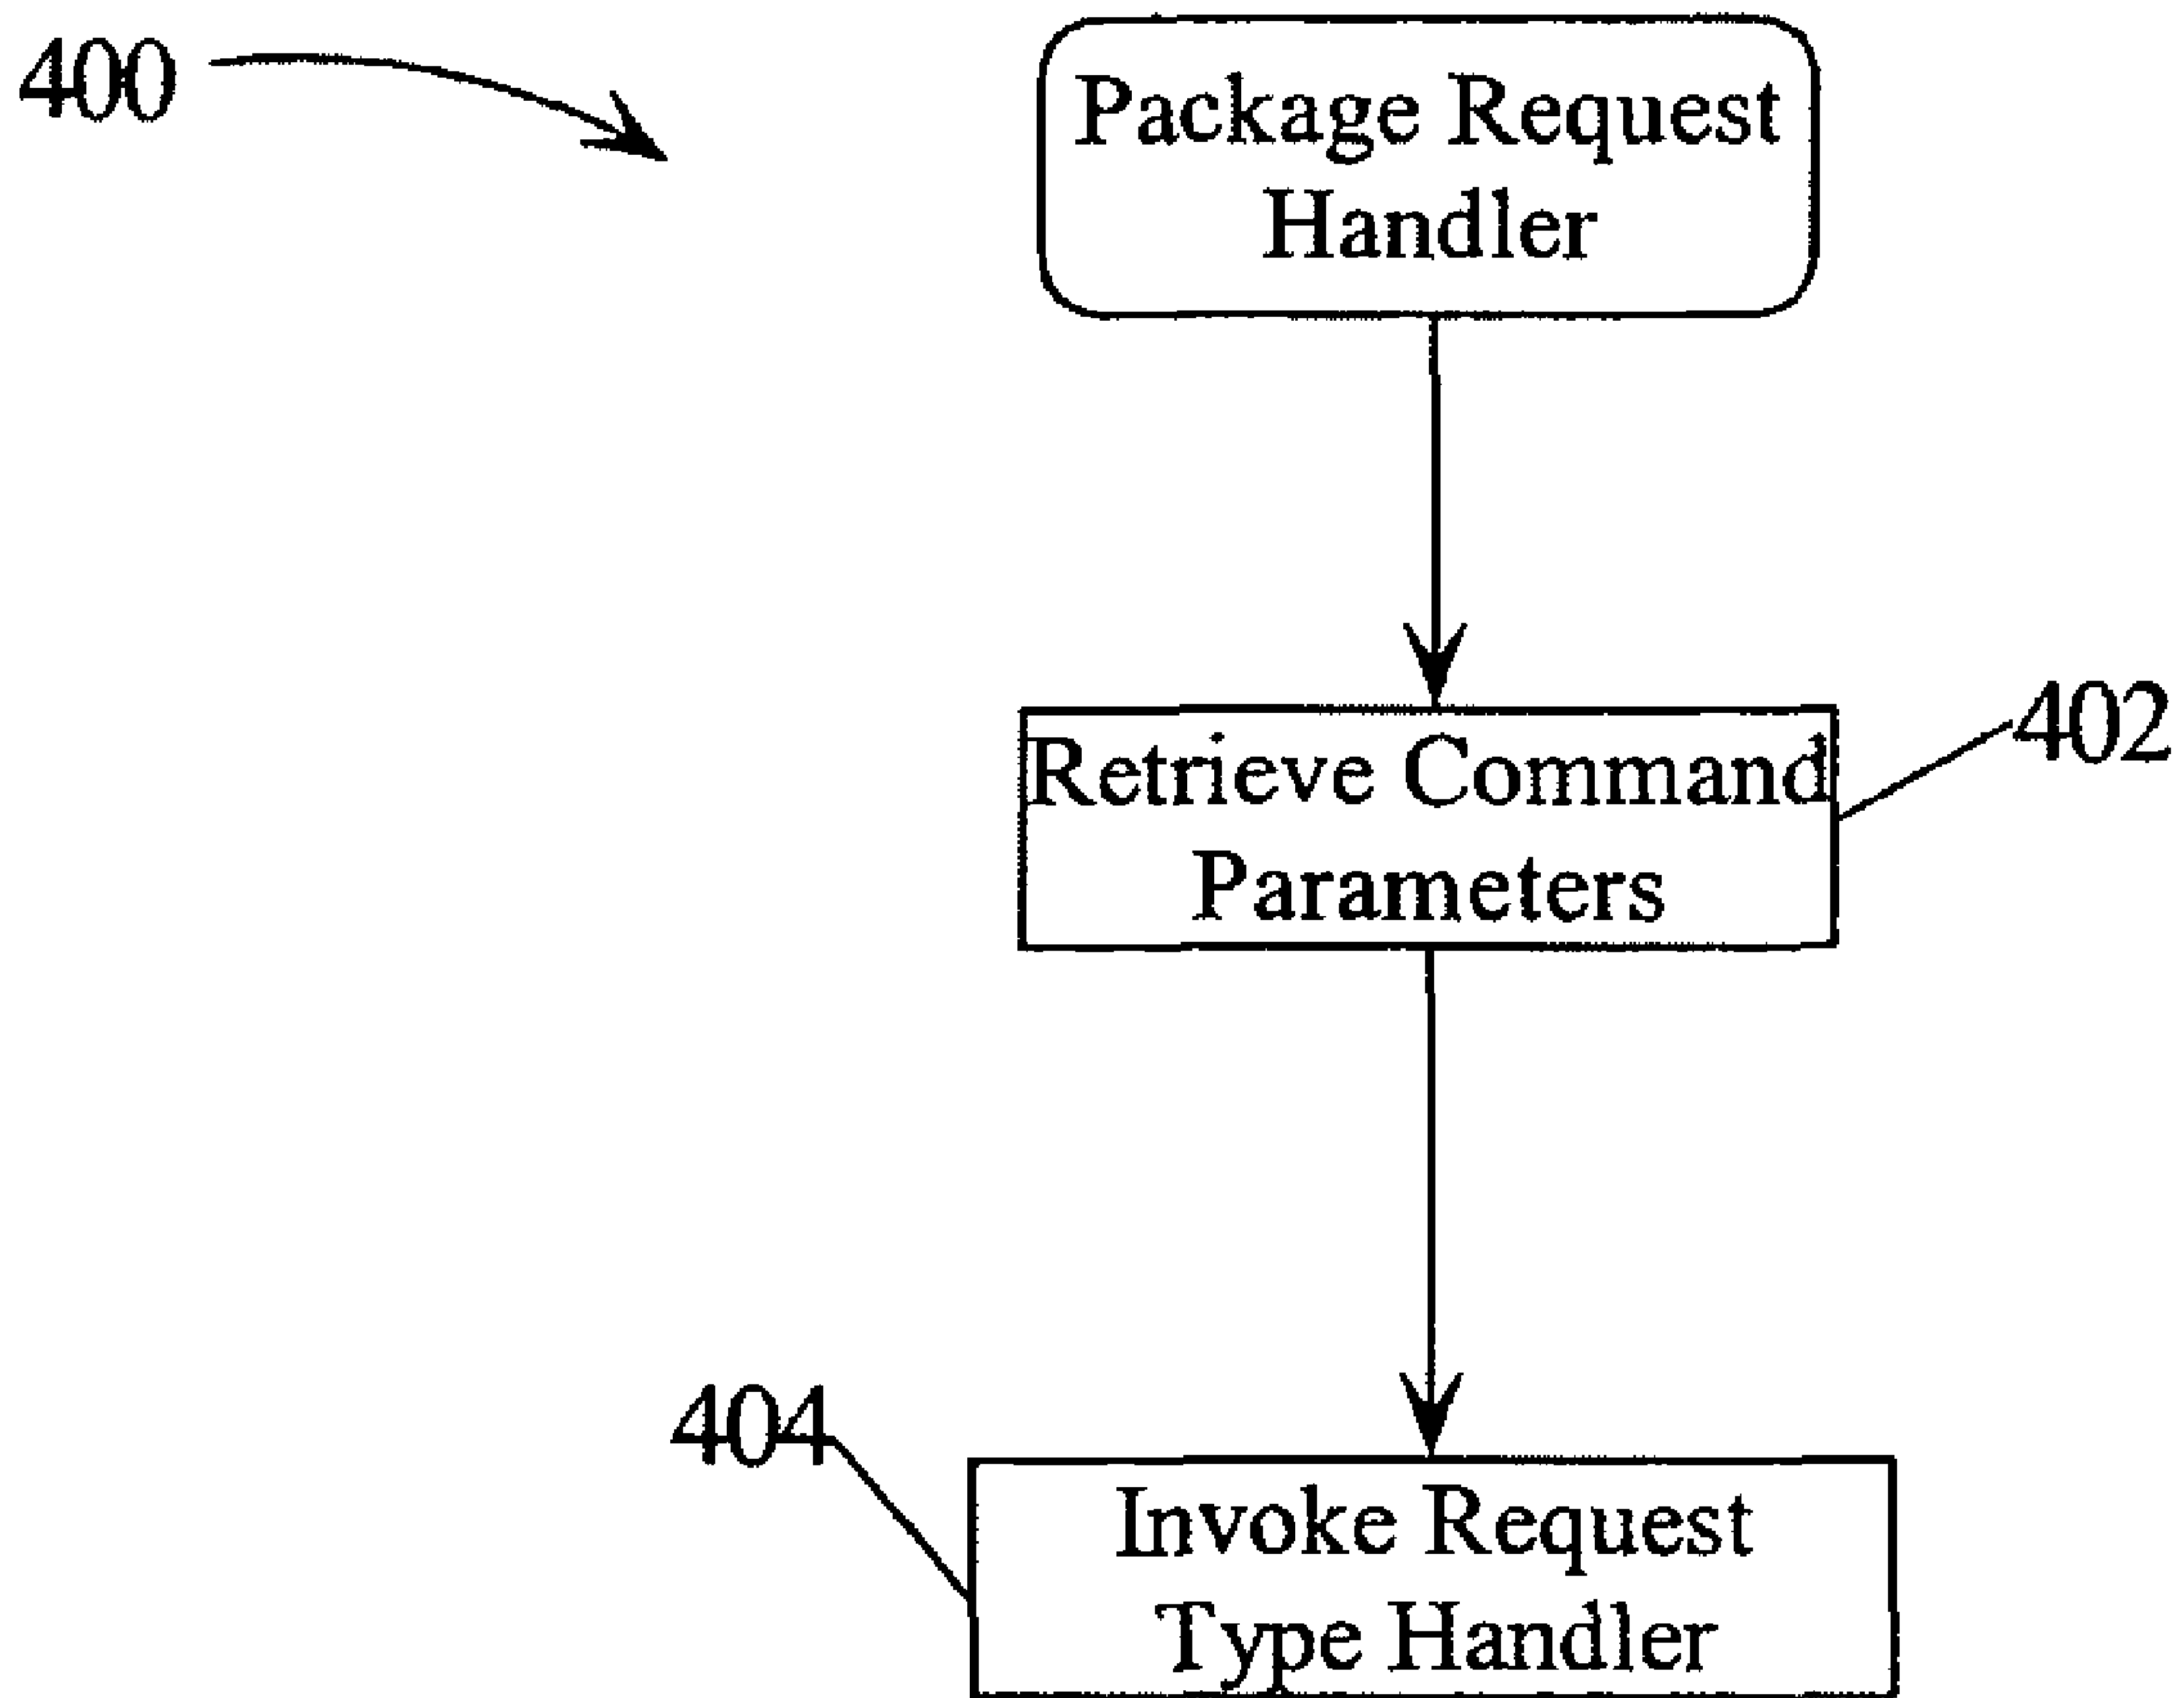 400
Package Request
Handler
Retrieve Command
Parameters
402
404
Invoke Request
Type Handler